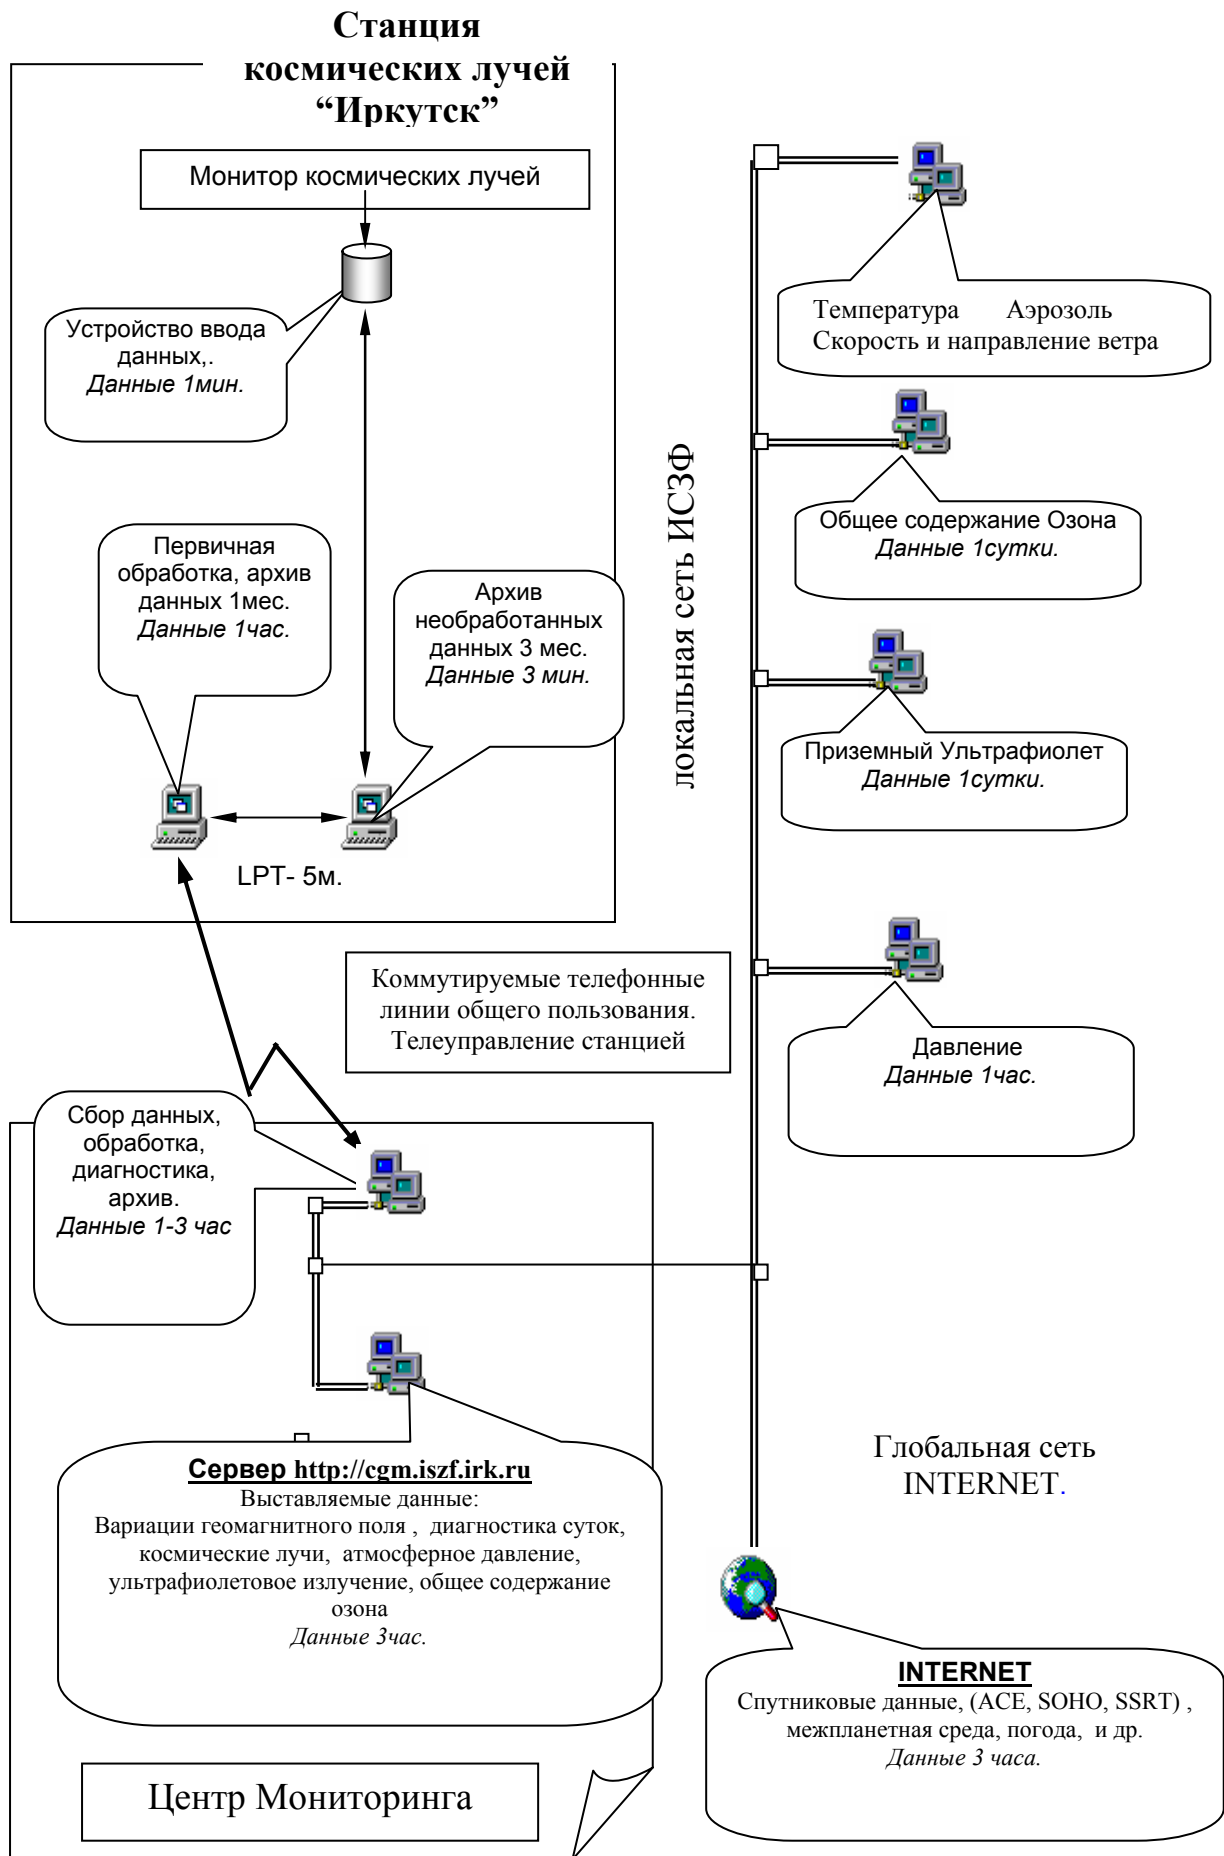 Станция
космических лучей
“Иркутск”
Монитор космических лучей
Устройство ввода
данных,.
Данные 1мин.
Первичная
обработка, архив
данных 1мес.
Данные 1час.
Архив
необработанных
данных 3 мес.
Данные 3 мин.
LPT- 5м.
Коммутируемые телефонные
линии общего пользования.
Телеуправление станцией
Сбор данных,
обработка,
диагностика,
архив.
Данные 1-3 час
Сервер http://cgm.iszf.irk.ru
Выставляемые данные:
Вариации геомагнитного поля , диагностика суток,
космические лучи, атмосферное давление,
ультрафиолетовое излучение, общее содержание
озона
Данные 3час.
Центр Мониторинга
локальная сеть ИСЗФ
Температура Аэрозоль
Скорость и направление ветра
Общее содержание Озона
Данные 1сутки.
Приземный Ультрафиолет
Данные 1сутки.
Давление
Данные 1час.
Глобальная сеть
INTERNET.
INTERNET
Спутниковые данные, (ACE, SOHO, SSRT) ,
межпланетная среда, погода, и др.
Данные 3 часа.